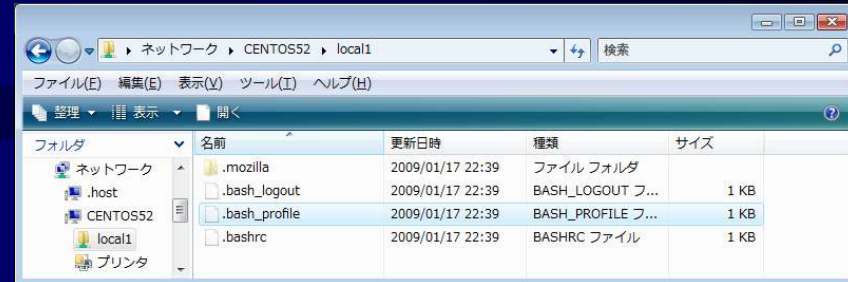 ネットワーク ▸ CENTOS52 ▸ local1 検索
ファイル(F) 編集(E) 表示(V) ツール(T) ヘルプ(H)
整理 表示 開く
フォルダ 名前 更新日時 種類 サイズ
ネットワーク .mozilla 2009/01/17 22:39 ファイル フォルダ
.host .bash_logout 2009/01/17 22:39 BASH_LOGOUT フ... 1 KB
CENTOS52 .bash_profile 2009/01/17 22:39 BASH_PROFILE フ... 1 KB
local1 .bashrc 2009/01/17 22:39 BASHRC ファイル 1 KB
プリンタ